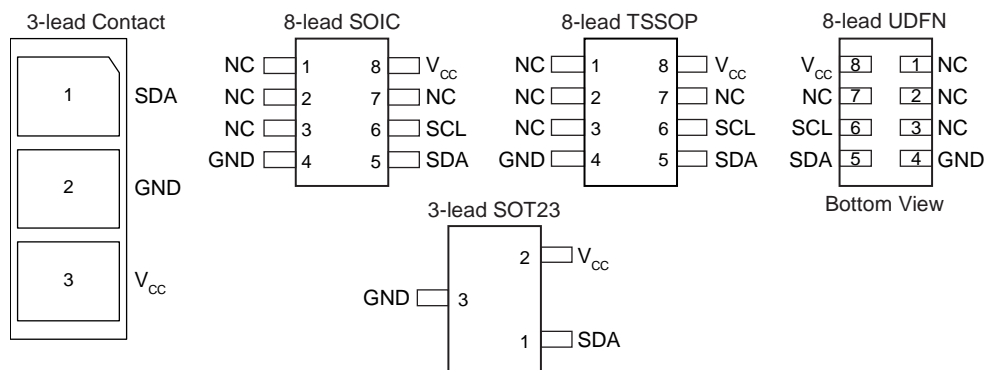 3-lead Contact
1 SDA
2 GND
3 VCC
8-lead SOIC
NC 1 8 VCC
NC 2 7 NC
NC 3 6 SCL
GND 4 5 SDA
8-lead TSSOP
NC 1 8 VCC
NC 2 7 NC
NC 3 6 SCL
GND 4 5 SDA
8-lead UDFN
VCC 8 1 NC
NC 7 2 NC
SCL 6 3 NC
SDA 5 4 GND
Bottom View
3-lead SOT23
2 VCC
GND 3
1 SDA